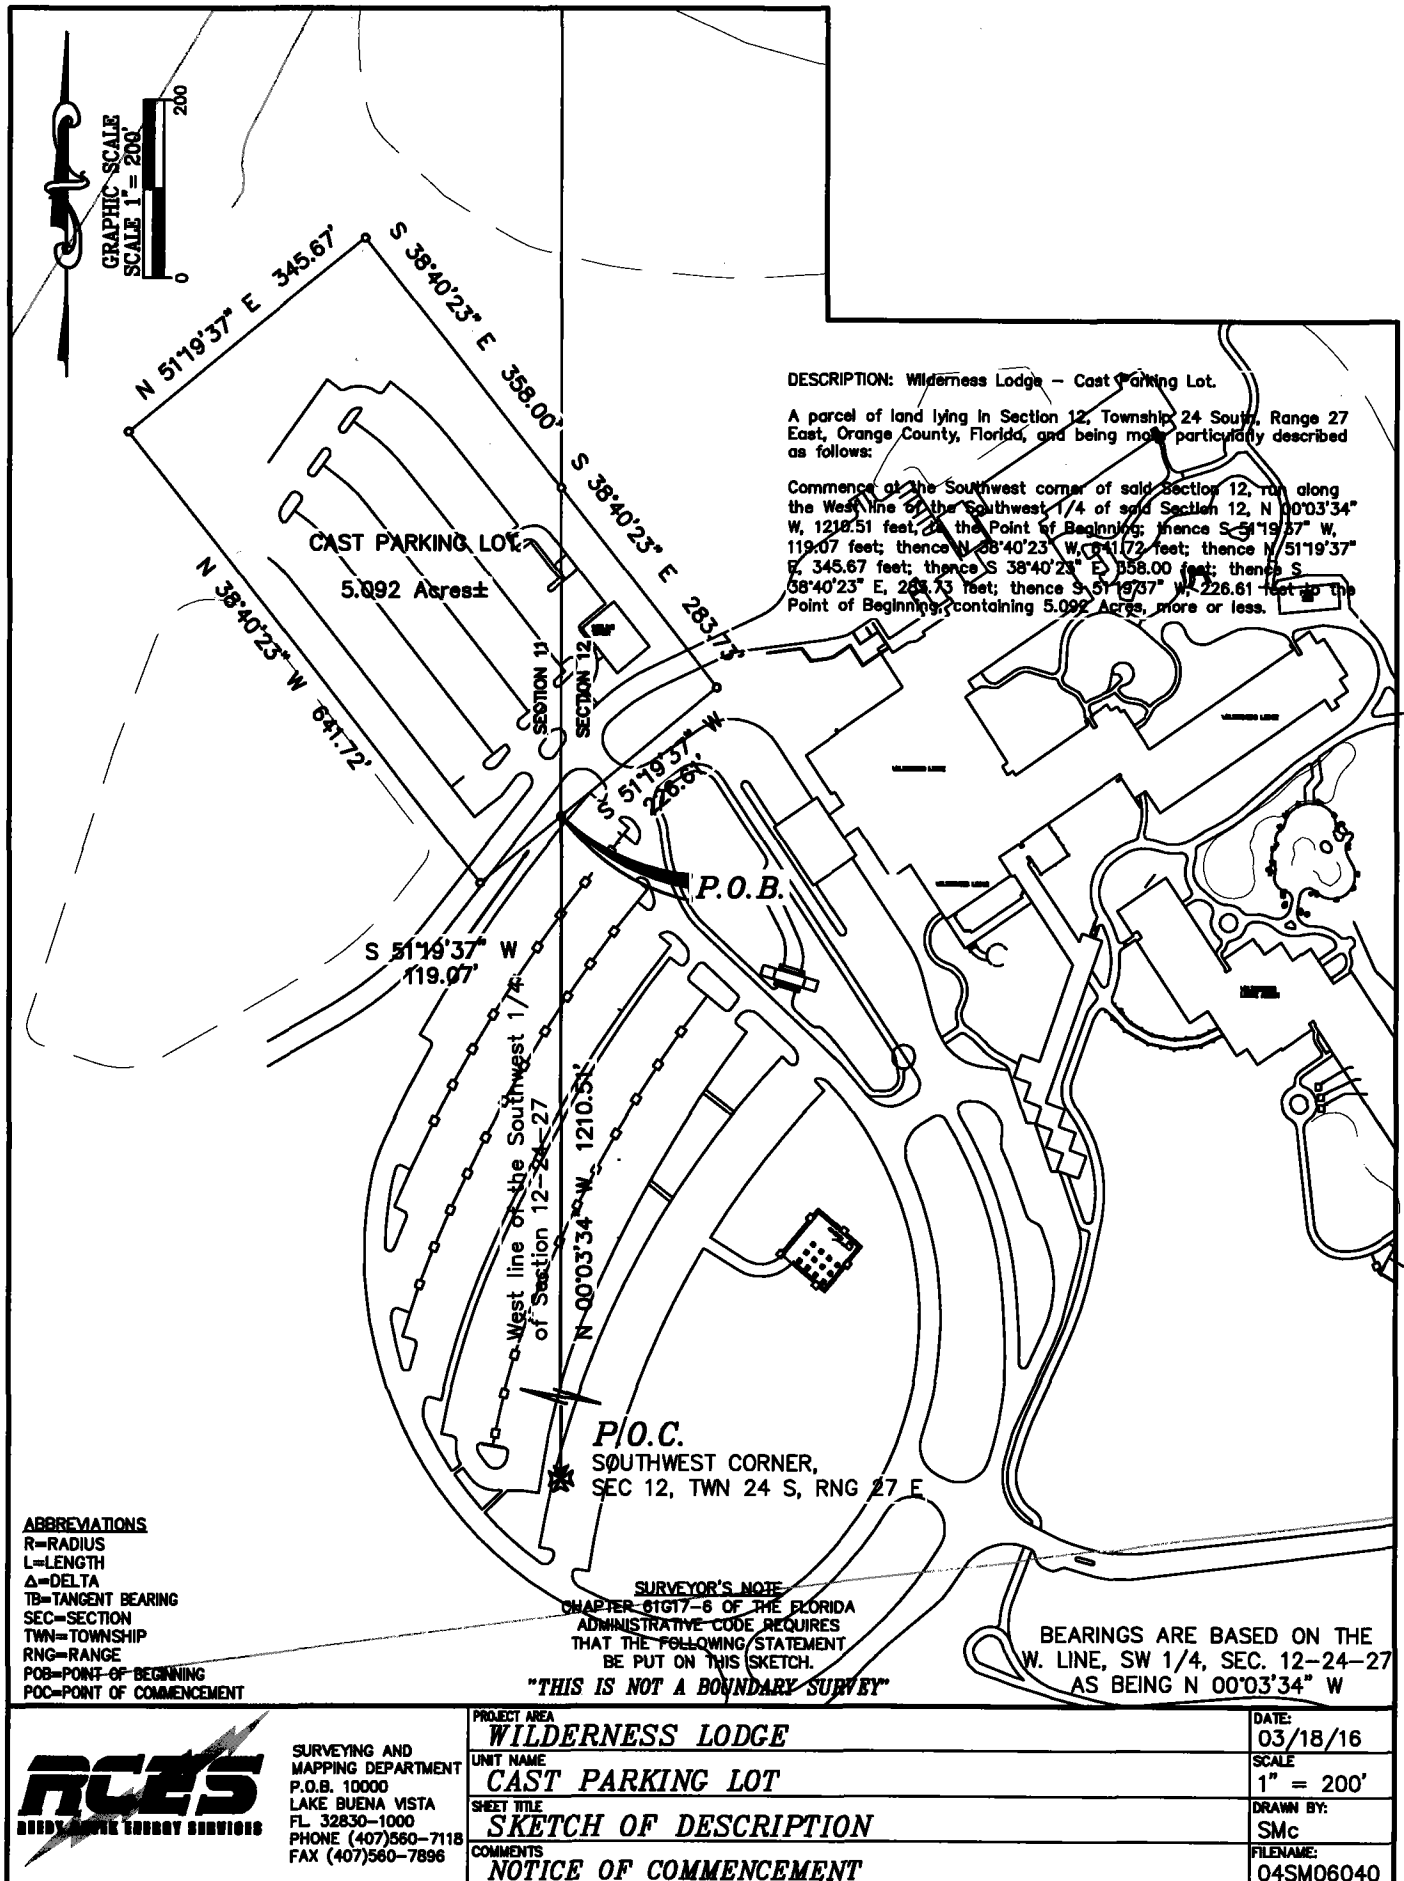 GRAPHIC SCALE
SCALE 1"= 200'
0
200
N 51°19'37" E 345.67'
S 38°40'23" E 358.00'
S 38°40'23" E 283.73'
N 38°40'23" W 641.72'
CAST PARKING LOT
5.092 Acres±
SECTION 11
SECTION 12
S 51°19'37" W
226.61'
P.O.B.
S 51°19'37" W
119.07'
West line of the Southwest 1/4
of Section 12-24-27
N 00°03'34" W 1210.51'
DESCRIPTION: Wilderness Lodge – Cast Parking Lot.
A parcel of land lying in Section 12, Township 24 South, Range 27
East, Orange County, Florida, and being more particularly described
as follows:
Commence at the Southwest corner of said Section 12, run along
the West line of the Southwest 1/4 of said Section 12, N 00°03'34"
W, 1210.51 feet, to the Point of Beginning; thence S 51°19'37" W,
119.07 feet; thence N 38°40'23" W, 641.72 feet; thence N 51°19'37"
E, 345.67 feet; thence S 38°40'23" E, 358.00 feet; thence S
38°40'23" E, 283.73 feet; thence S 51°19'37" W, 226.61 feet to the
Point of Beginning, containing 5.092 Acres, more or less.
WILDERNESS LODGE
WILDERNESS LODGE
WILDERNESS LODGE
P.O.C.
SOUTHWEST CORNER,
SEC 12, TWN 24 S, RNG 27 E
ABBREVIATIONS
R=RADIUS
L=LENGTH
Δ=DELTA
TB=TANGENT BEARING
SEC=SECTION
TWN=TOWNSHIP
RNG=RANGE
POB=POINT OF BEGINNING
POC=POINT OF COMMENCEMENT
SURVEYOR'S NOTE
CHAPTER 61G17-6 OF THE FLORIDA
ADMINISTRATIVE CODE REQUIRES
THAT THE FOLLOWING STATEMENT
BE PUT ON THIS SKETCH.
"THIS IS NOT A BOUNDARY SURVEY"
BEARINGS ARE BASED ON THE
W. LINE, SW 1/4, SEC. 12-24-27
AS BEING N 00°03'34" W
RCES
REEDY CREEK ENERGY SERVICES
SURVEYING AND
MAPPING DEPARTMENT
P.O.B. 10000
LAKE BUENA VISTA
FL 32830-1000
PHONE (407)560-7118
FAX (407)560-7896
PROJECT AREA
WILDERNESS LODGE
UNIT NAME
CAST PARKING LOT
SHEET TITLE
SKETCH OF DESCRIPTION
COMMENTS
NOTICE OF COMMENCEMENT
DATE:
03/18/16
SCALE
1" = 200'
DRAWN BY:
SMc
FILENAME:
04SM06040